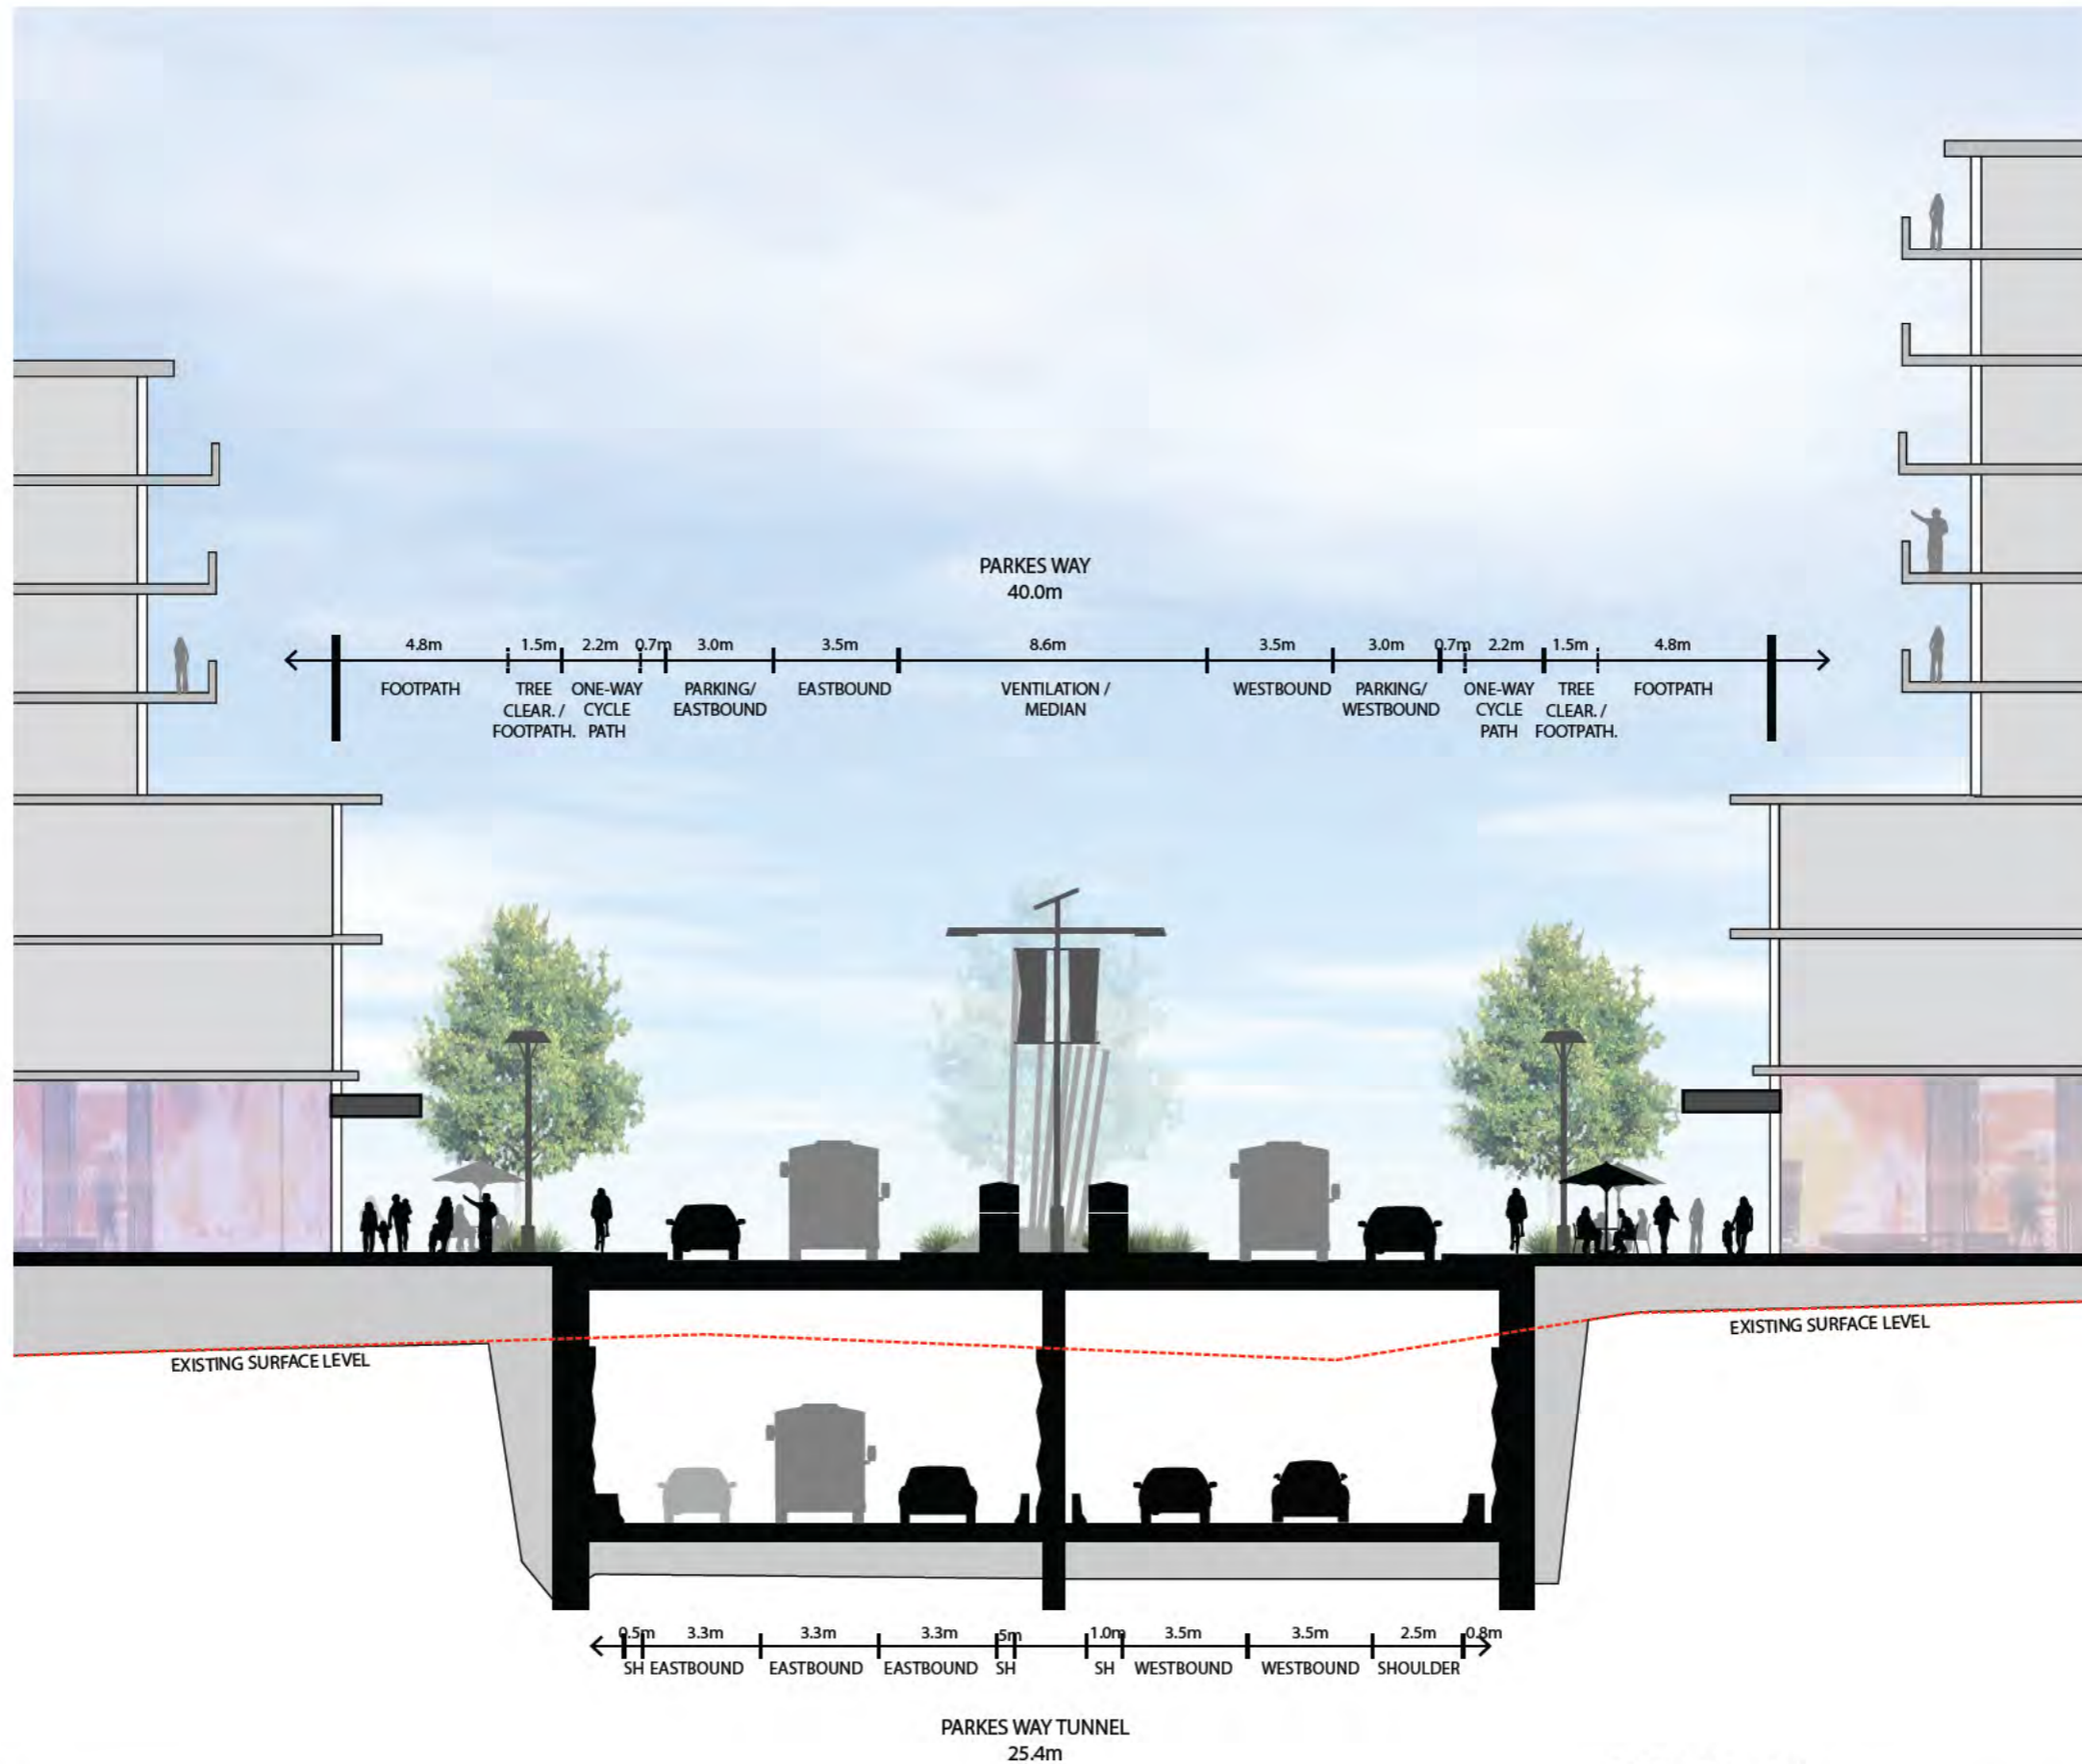 PARKES WAY
40.0m
4.8m 1.5m 2.2m 0.7m 3.0m 3.5m 8.6m 3.5m 3.0m 0.7m 2.2m 1.5m 4.8m
FOOTPATH TREE ONE-WAY PARKING/ EASTBOUND VENTILATION / WESTBOUND PARKING/ ONE-WAY TREE FOOTPATH
CLEAR. / CYCLE EASTBOUND MEDIAN WESTBOUND CYCLE CLEAR. /
FOOTPATH. PATH PATH FOOTPATH.
EXISTING SURFACE LEVEL
EXISTING SURFACE LEVEL
0.5m 3.3m 3.3m 3.3m 5m 1.0m 3.5m 3.5m 2.5m 0.8m
SH EASTBOUND EASTBOUND EASTBOUND SH SH WESTBOUND WESTBOUND SHOULDER
PARKES WAY TUNNEL
25.4m